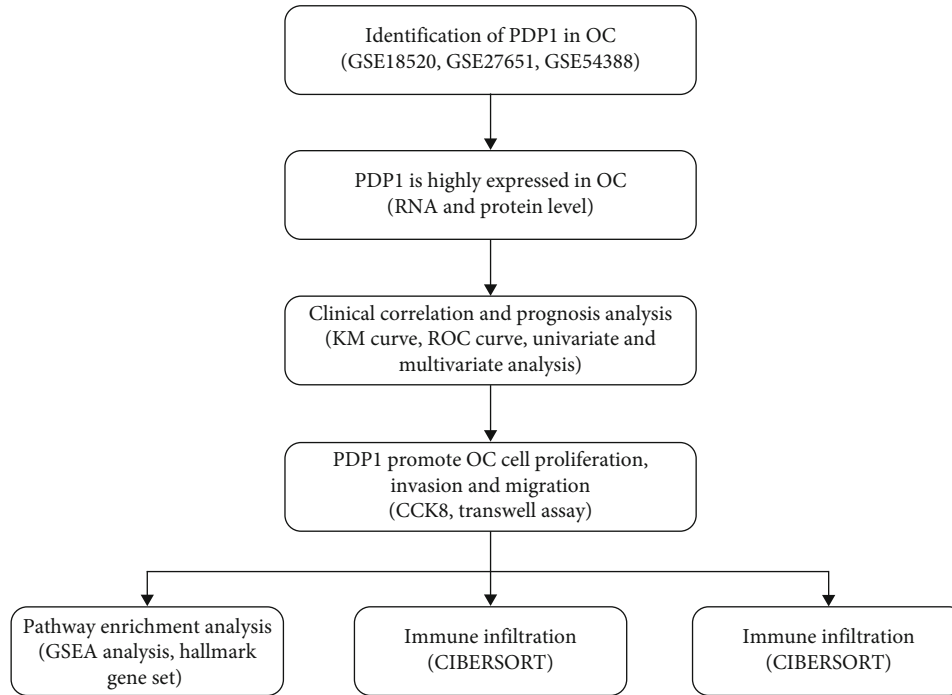 Identification of PDP1 in OC
(GSE18520, GSE27651, GSE54388)
PDP1 is highly expressed in OC
(RNA and protein level)
Clinical correlation and prognosis analysis
(KM curve, ROC curve, univariate and
multivariate analysis)
PDP1 promote OC cell proliferation,
invasion and migration
(CCK8, transwell assay)
Pathway enrichment analysis
(GSEA analysis, hallmark
gene set)
Immune infiltration
(CIBERSORT)
Immune infiltration
(CIBERSORT)